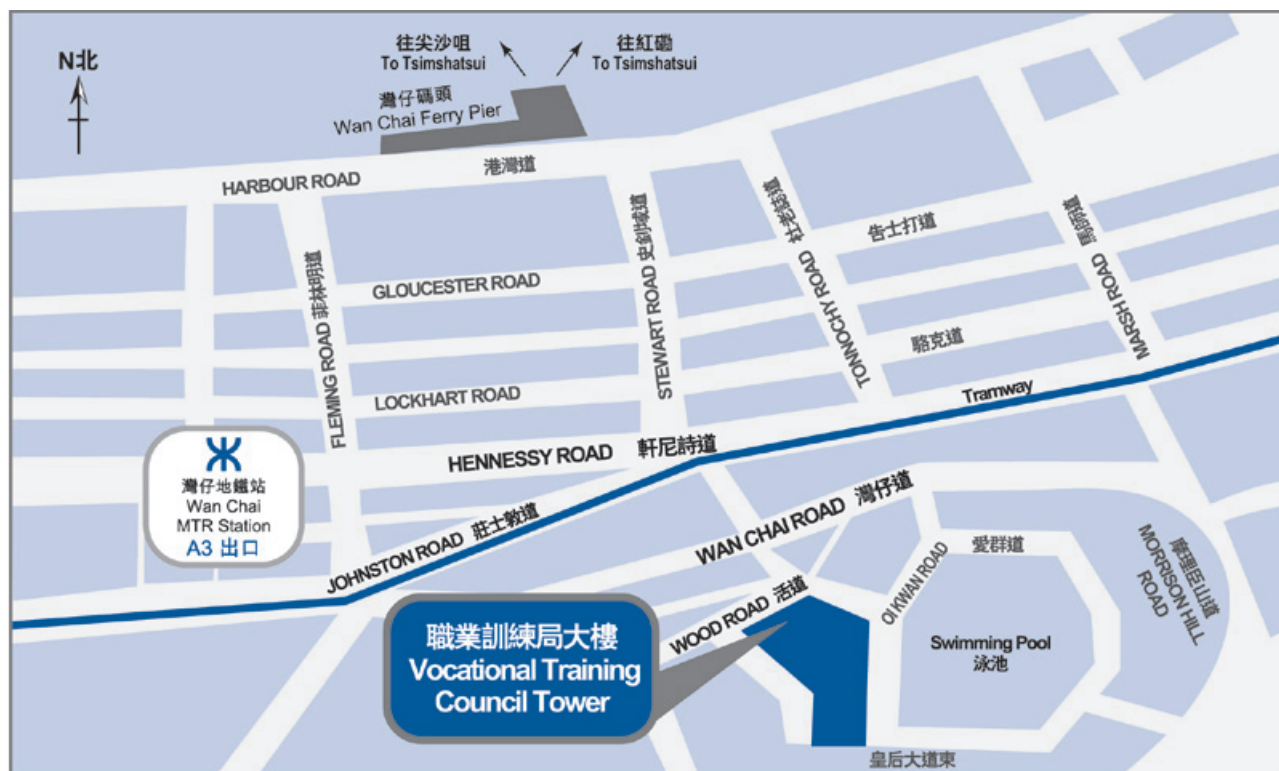 N北
往尖沙咀
To Tsimshatsui
往紅磡
To Tsimshatsui
灣仔碼頭
Wan Chai Ferry Pier
HARBOUR ROAD
港灣道
FLEMING ROAD 菲林明道
STEWART ROAD 史釗域道
TONNOCHY ROAD 杜老誌道
MARSH ROAD 馬師道
告士打道
GLOUCESTER ROAD
駱克道
LOCKHART ROAD
Tramway
HENNESSY ROAD 軒尼詩道
灣仔地鐵站
Wan Chai
MTR Station
A3 出口
JOHNSTON ROAD 莊士敦道
WAN CHAI ROAD 灣仔道
愛群道
OI KWAN ROAD
摩理臣山道
MORRISON HILL
ROAD
WOOD ROAD 活道
職業訓練局大樓
Vocational Training
Council Tower
Swimming Pool
泳池
皇后大道東